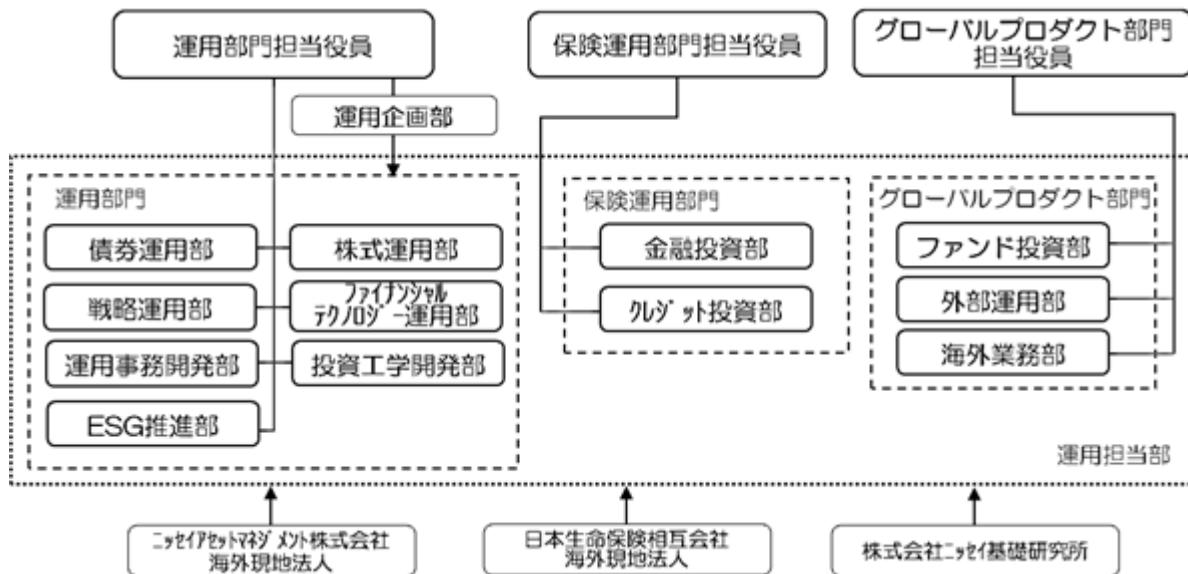 運用部門担当役員
保険運用部門担当役員
グローバルプロダクト部門
担当役員
運用企画部
運用部門
債券運用部
株式運用部
戦略運用部
ﾌｧｲﾅﾝｼｬﾙ
ﾃｸﾉﾛｼﾞｰ運用部
運用事務開発部
投資工学開発部
ESG推進部
保険運用部門
金融投資部
ｸﾚｼﾞｯﾄ投資部
グローバルプロダクト部門
ファンド投資部
外部運用部
海外業務部
運用担当部
ﾆｯｾｲｱｾｯﾄﾏﾈｼﾞﾒﾝﾄ株式会社
海外現地法人
日本生命保険相互会社
海外現地法人
株式会社ﾆｯｾｲ基礎研究所